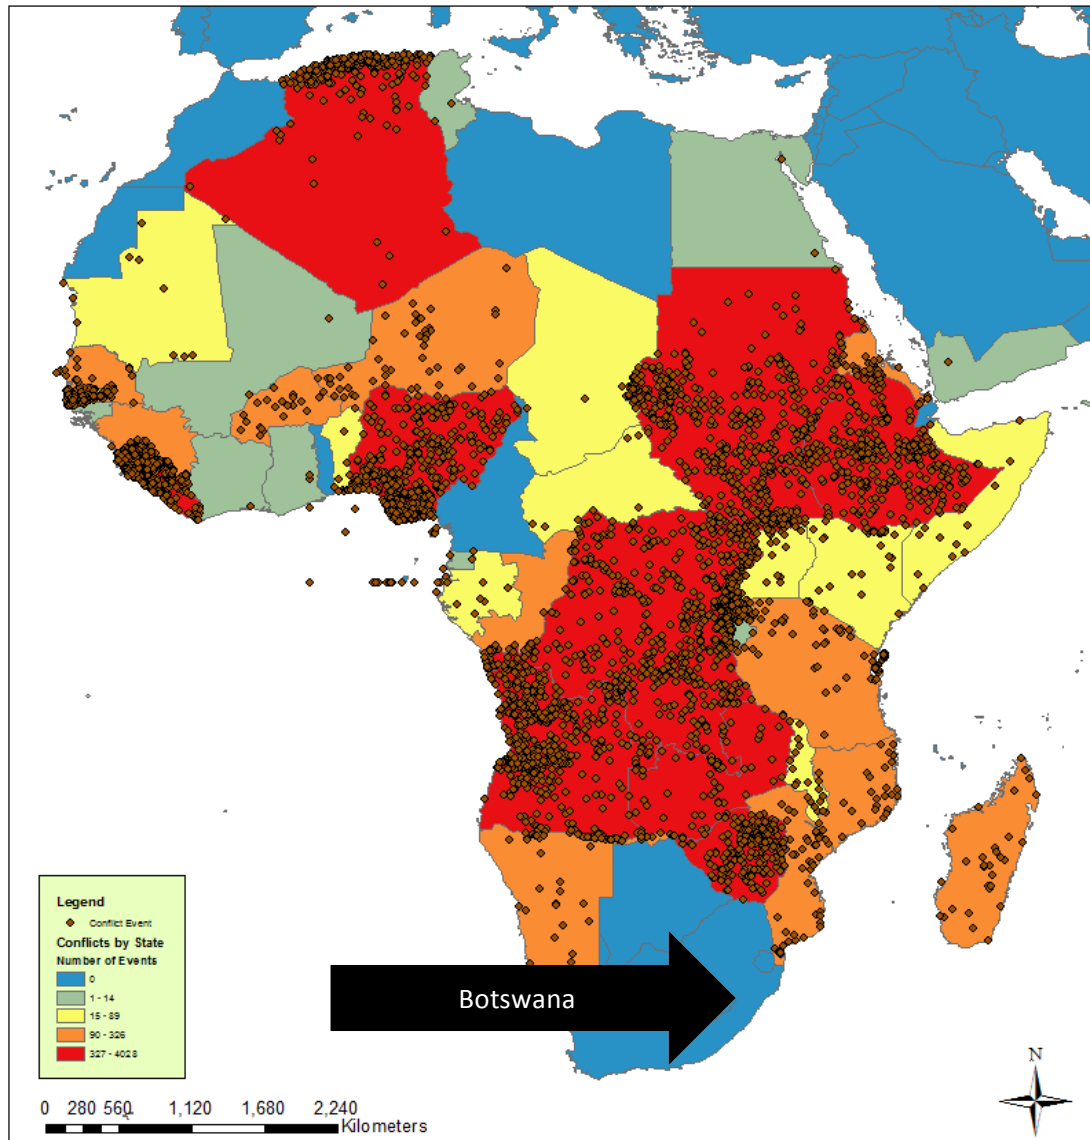 Botswana
Legend
Conflict Event
Conflicts by State
Number of Events
0
1 - 14
15 - 89
90 - 326
327 - 4028
N
0 280 560 1,120 1,680 2,240
Kilometers